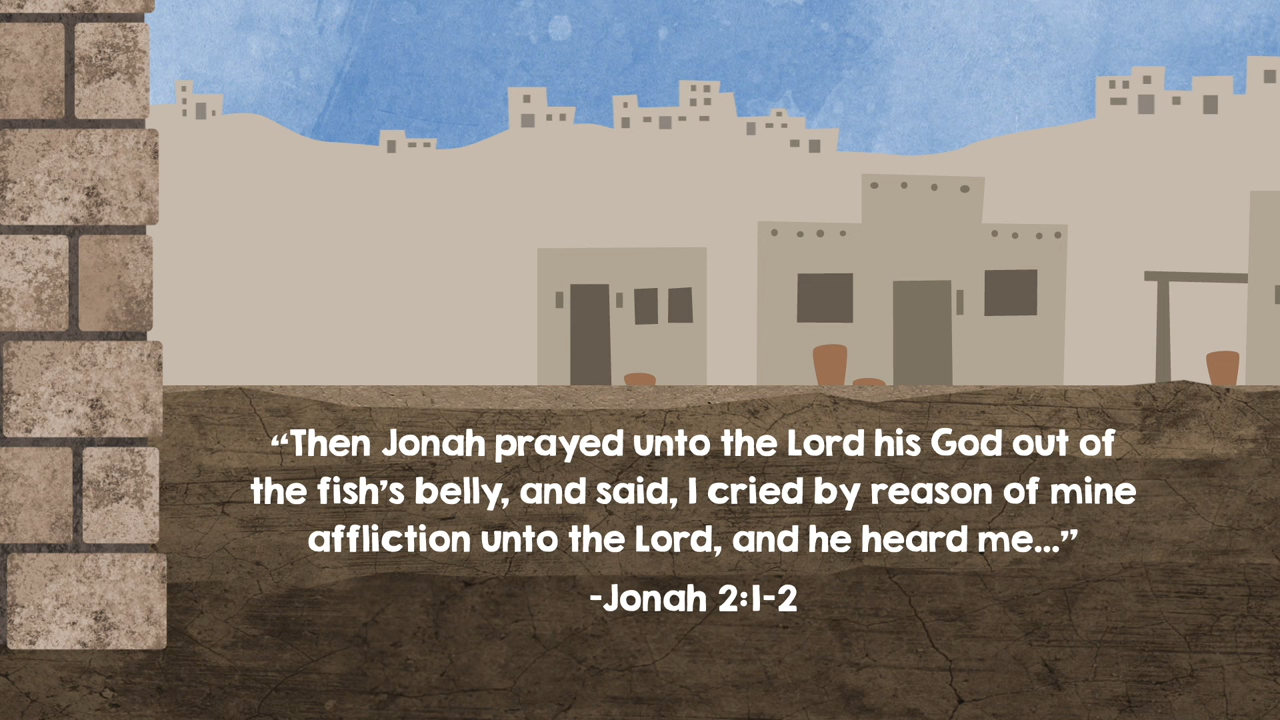 “Then Jonah prayed unto the Lord his God out of
the fish’s belly, and said, I cried by reason of mine
affliction unto the Lord, and he heard me...”
-Jonah 2:1-2